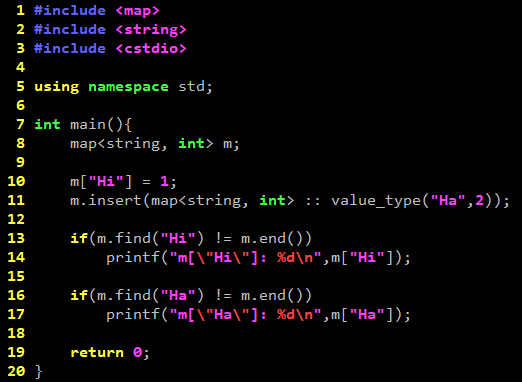 1 #include <map>
2 #include <string>
3 #include <cstdio>
4
5 using namespace std;
6
7 int main(){
8     map<string, int> m;
9
10     m["Hi"] = 1;
11     m.insert(map<string, int> :: value_type("Ha",2));
12
13     if(m.find("Hi") != m.end())
14         printf("m[\"Hi\"]: %d\n",m["Hi"]);
15
16     if(m.find("Ha") != m.end())
17         printf("m[\"Ha\"]: %d\n",m["Ha"]);
18
19     return 0;
20 }